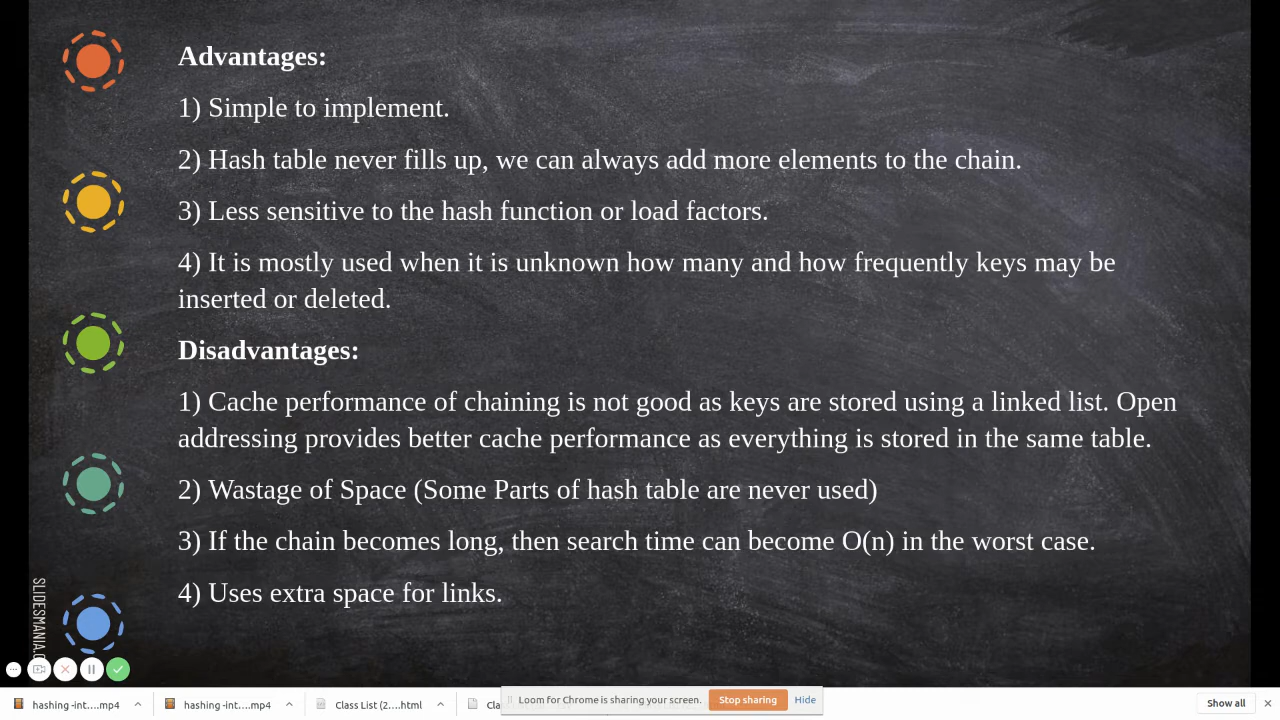 Advantages:
1) Simple to implement.
2) Hash table never fills up, we can always add more elements to the chain.
3) Less sensitive to the hash function or load factors.
4) It is mostly used when it is unknown how many and how frequently keys may be
inserted or deleted.
Disadvantages:
1) Cache performance of chaining is not good as keys are stored using a linked list. Open
addressing provides better cache performance as everything is stored in the same table.
2) Wastage of Space (Some Parts of hash table are never used)
3) If the chain becomes long, then search time can become O(n) in the worst case.
4) Uses extra space for links.
SLIDESMANIA.C
hashing -int....mp4
hashing -int....mp4
Class List (2....html
Cla
Loom for Chrome is sharing your screen.
Stop sharing
Hide
Show all